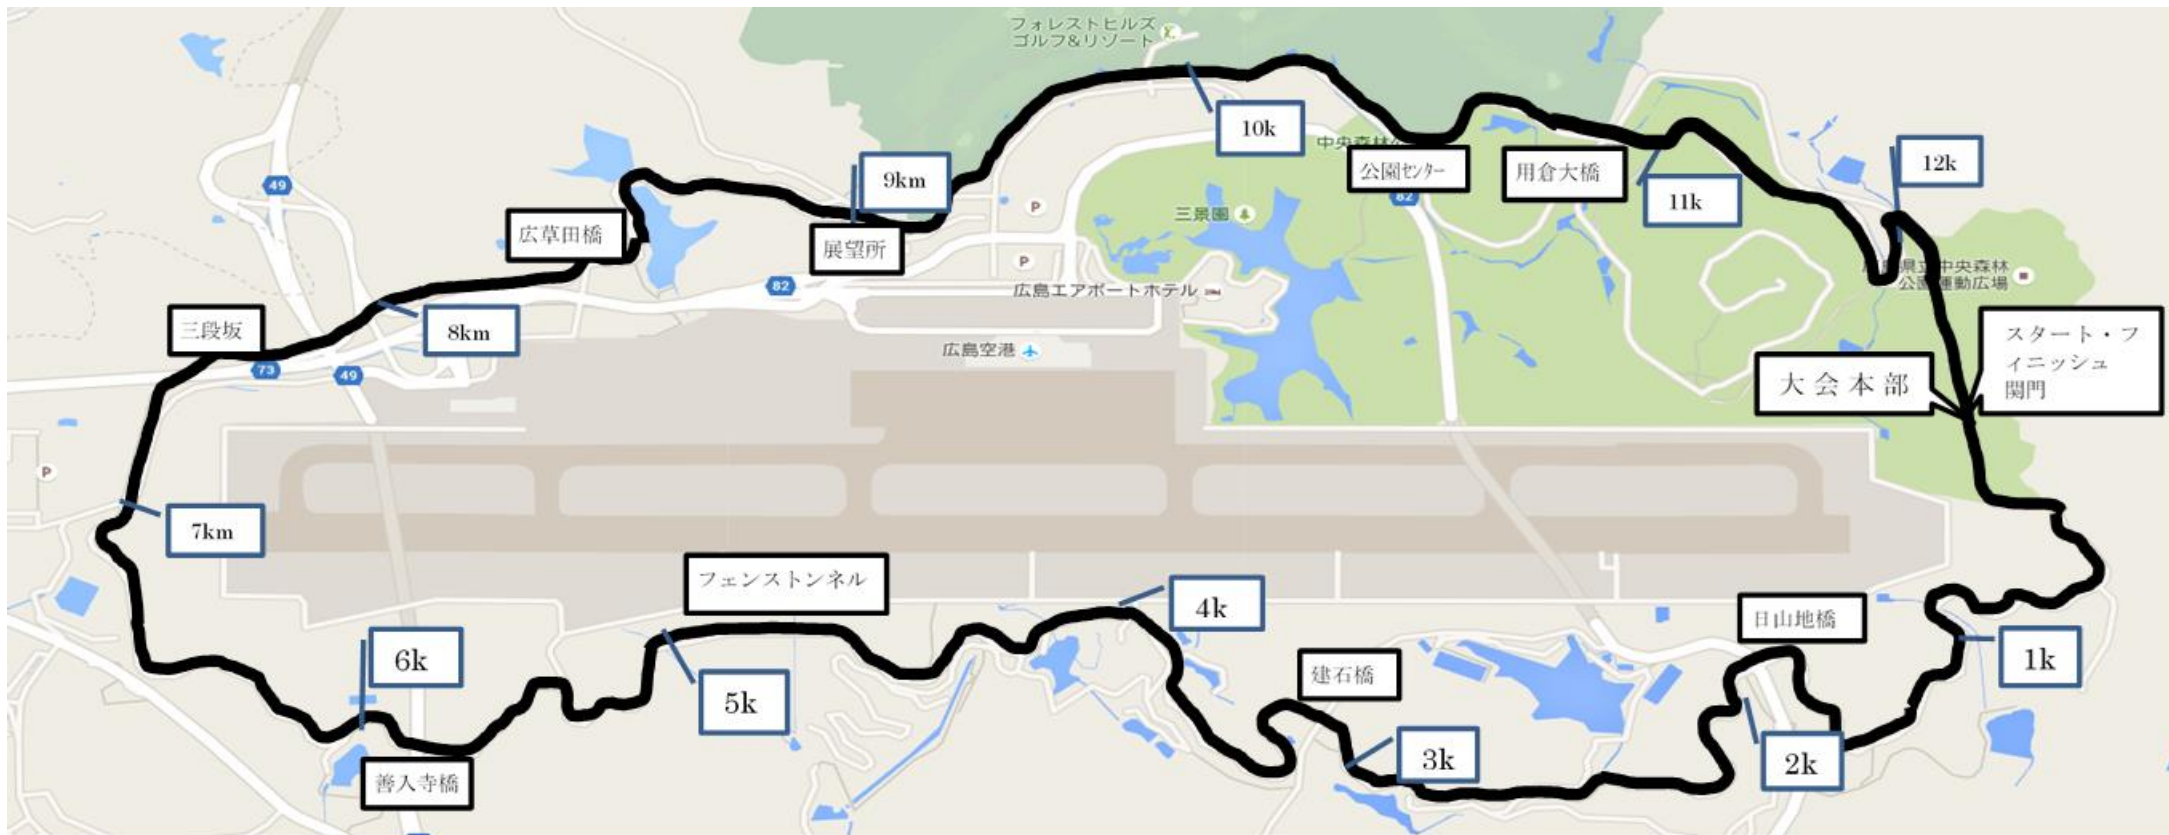 フォレストヒルズ
ゴルフ&リゾート
10k
中央森林公
公園センター
用倉大橋
12k
11k
9km
49
広草田橋
展望所
P
P
三景園
82
82
広島エアポートホテル
県立中央森林
公園運動広場
三段坂
8km
73
49
広島空港
スタート・フ
ィニッシュ
関門
大会本部
P
7km
フェンストンネル
4k
日山地橋
1k
6k
5k
建石橋
3k
2k
善入寺橋